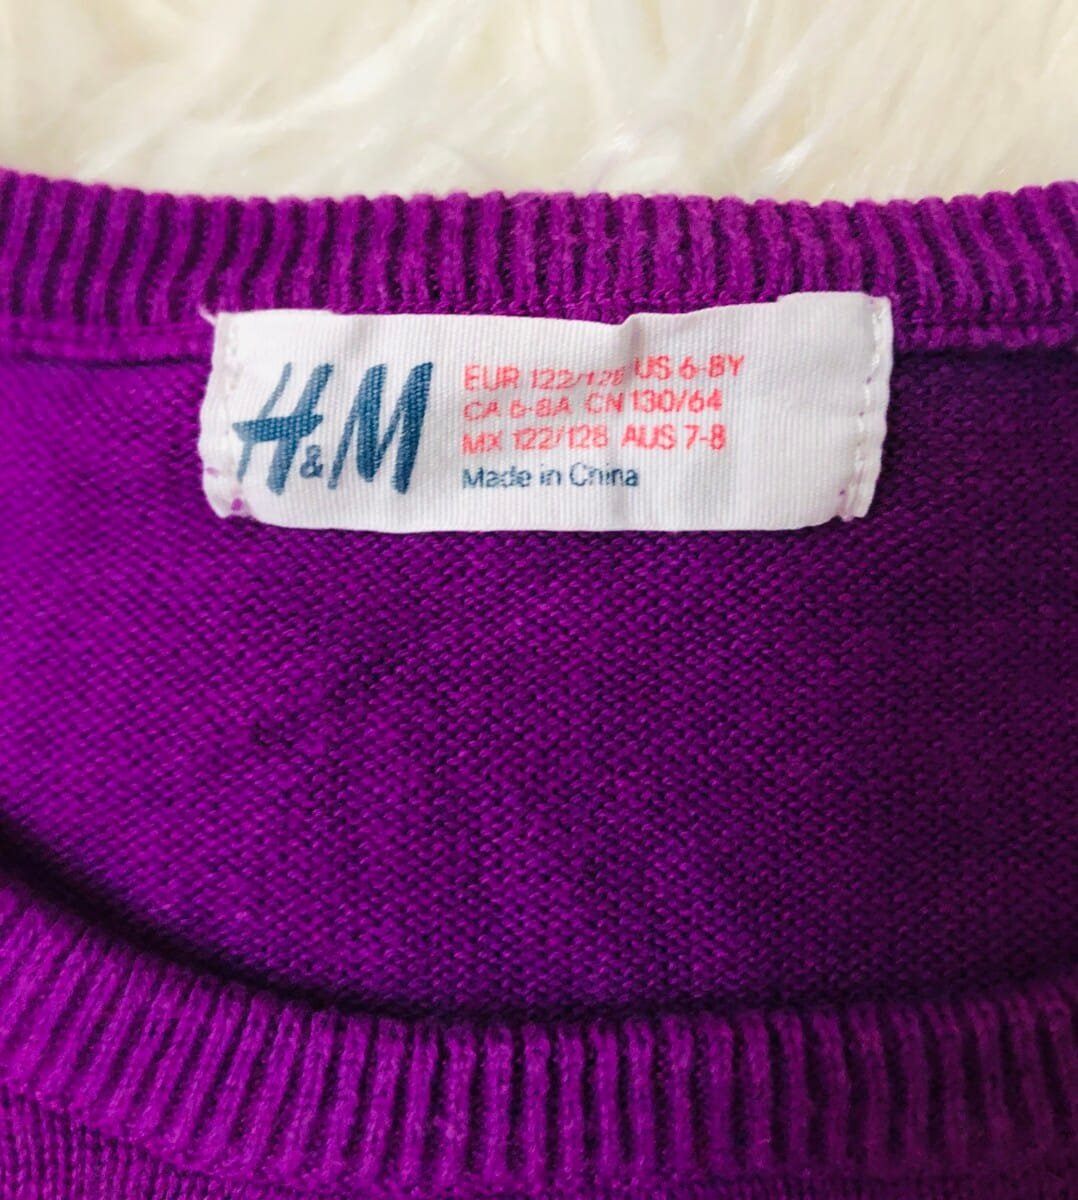 H&M
EUR 122/128 US 6-8Y
CA 6-8A CN 130/64
MX 122/128 AUS 7-8
Made in China